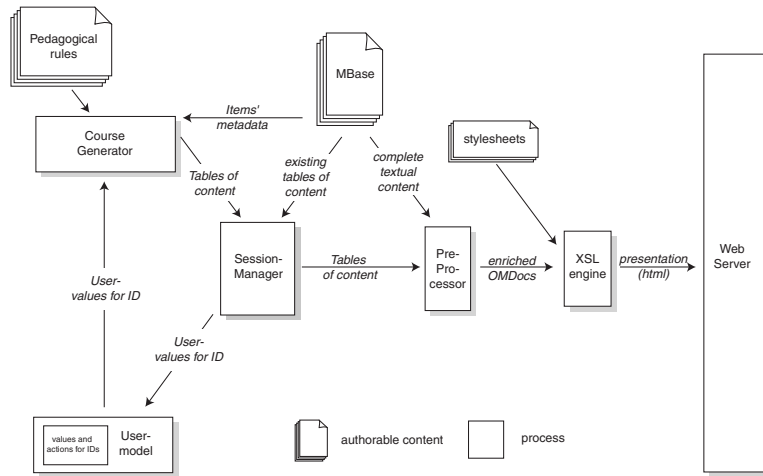 Pedagogical
rules
MBase
Items'
metadata
Course
Generator
stylesheets
Tables of
content
existing
tables of
content
complete
textual
content
Session-
Manager
Tables
of content
Pre-
Pro-
cessor
enriched
OMDocs
XSL
engine
presentation
(html)
Web
Server
User-
values for ID
User-
values for ID
values and
actions for IDs
User-
model
authorable content
process